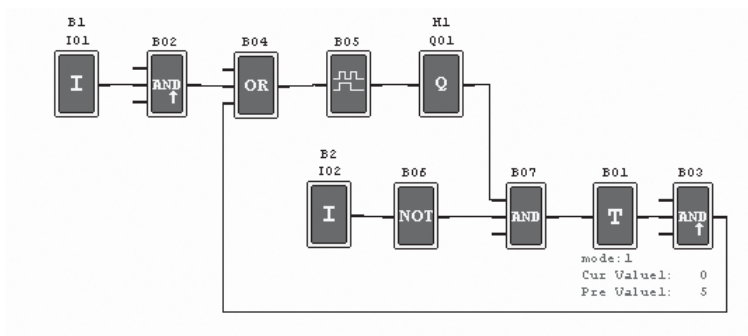 B1
H1
I01
B02
B04
B05
Q01
I
AND
OR
Q
B2
I02
B06
B07
B01
B03
I
NOT
AND
T
AND
mode:1
Cur Value1: 0
Pre Value1: 5